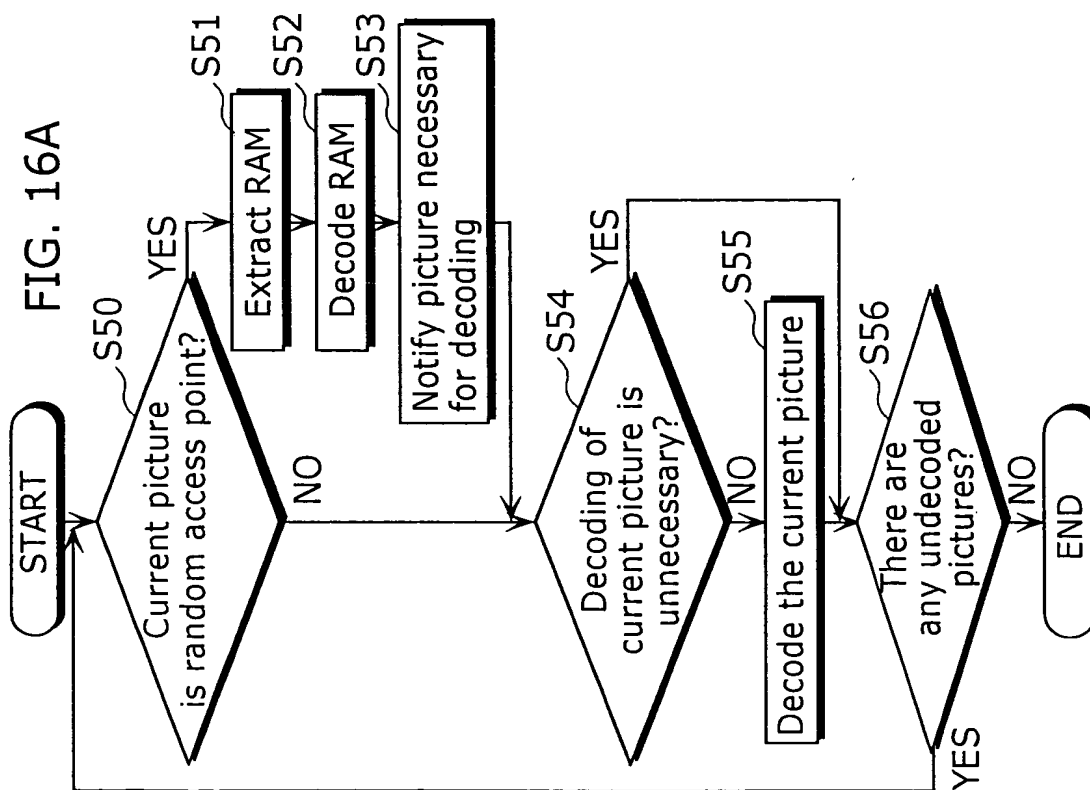 FIG. 16A
START
S50
Current picture
is random access point?
YES
NO
S51
Extract RAM
S52
Decode RAM
S53
Notify picture necessary
for decoding
S54
Decoding of
current picture is
unnecessary?
YES
NO
S55
Decode the current picture
S56
There are
any undecoded
pictures?
YES
NO
END